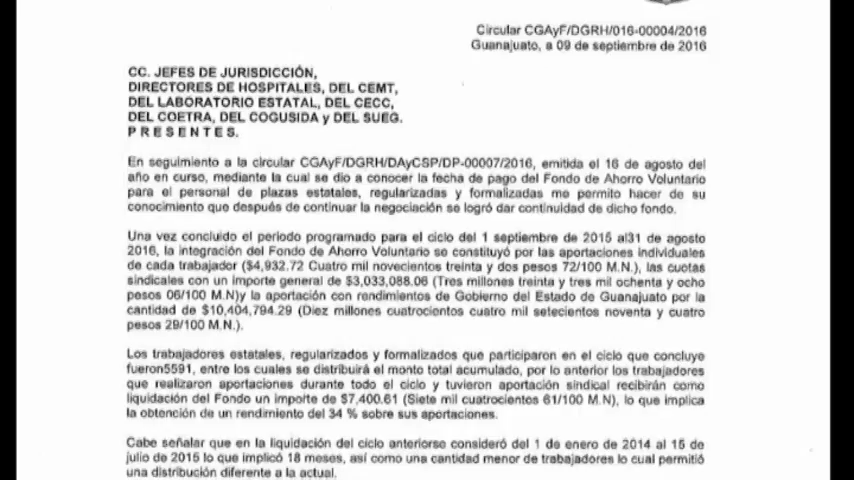 Circular CGAyF/DGRH/016-00004/2016
Guanajuato, a 09 de septiembre de 2016
CC. JEFES DE JURISDICCIÓN,
DIRECTORES DE HOSPITALES, DEL CEMT,
DEL LABORATORIO ESTATAL, DEL CECC,
DEL COETRA, DEL COGUSIDA y DEL SUEG.
P R E S E N T E S.
En seguimiento a la circular CGAyF/DGRH/DAyCSP/DP-00007/2016, emitida el 16 de agosto del
año en curso, mediante la cual se dio a conocer la fecha de pago del Fondo de Ahorro Voluntario
para el personal de plazas estatales, regularizadas y formalizadas me permito hacer de su
conocimiento que después de continuar la negociación se logró dar continuidad de dicho fondo.
Una vez concluido el periodo programado para el ciclo del 1 septiembre de 2015 al31 de agosto
2016, la integración del Fondo de Ahorro Voluntario se constituyó por las aportaciones individuales
de cada trabajador ($4,932.72 Cuatro mil novecientos treinta y dos pesos 72/100 M.N.), las cuotas
sindicales con un importe general de $3,033,088.06 (Tres millones treinta y tres mil ochenta y ocho
pesos 06/100 M.N)y la aportación con rendimientos de Gobierno del Estado de Guanajuato por la
cantidad de $10,404,794.29 (Diez millones cuatrocientos cuatro mil setecientos noventa y cuatro
pesos 29/100 M.N.).
Los trabajadores estatales, regularizados y formalizados que participaron en el ciclo que concluye
fueron5591, entre los cuales se distribuirá el monto total acumulado, por lo anterior los trabajadores
que realizaron aportaciones durante todo el ciclo y tuvieron aportación sindical recibirán como
liquidación del Fondo un importe de $7,400.61 (Siete mil cuatrocientos 61/100 M.N), lo que implica
la obtención de un rendimiento del 34 % sobre sus aportaciones.
Cabe señalar que en la liquidación del ciclo anteriorse consideró del 1 de enero de 2014 al 15 de
julio de 2015 lo que implicó 18 meses, así como una cantidad menor de trabajadores lo cual permitió
una distribución diferente a la actual.